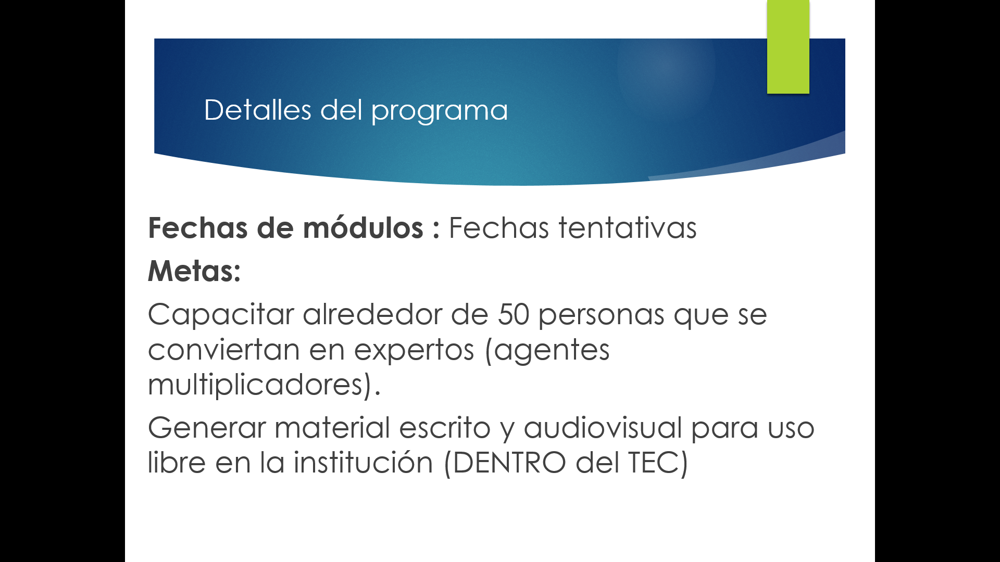 Detalles del programa
Fechas de módulos : Fechas tentativas
Metas:
Capacitar alrededor de 50 personas que se
conviertan en expertos (agentes
multiplicadores).
Generar material escrito y audiovisual para uso
libre en la institución (DENTRO del TEC)